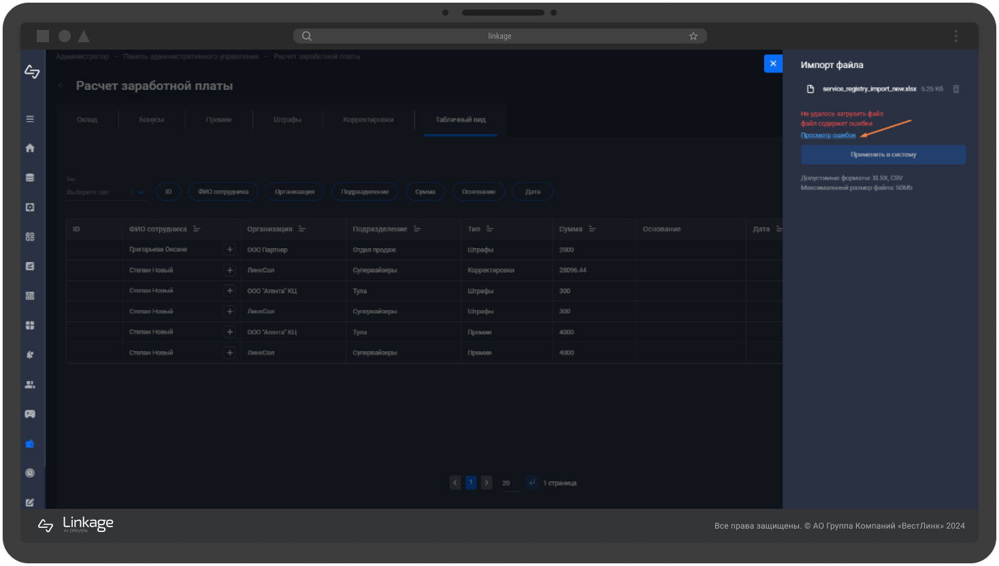 linkage
Администратор – Панель административного управления – Расчет заработной платы
Расчет заработной платы
Оклад Бонусы Премии Штрафы Корректировки Табличный вид
Тип
Выберите тип ID ФИО сотрудника Организация Подразделение Сумма Основание Дата
ID ФИО сотрудника Организация Подразделение Тип Сумма Основание Дата
Григорьева Оксана + ООО Партнер Отдел продаж Штрафы 2000
Степан Новый + ЛинкСол Супервайзеры Корректировки 28096.44
Степан Новый + ООО "Атента" КЦ Тула Штрафы 300
Степан Новый + ЛинкСол Супервайзеры Штрафы 300
Степан Новый + ООО "Атента" КЦ Тула Премии 4000
Степан Новый + ЛинкСол Супервайзеры Премии 4000
1 20 1 страница
Импорт файла
service_registry_import_new.xlsx 5.25 Кб
Не удалось загрузить файл
файл содержит ошибки
Просмотр ошибок
Применить в систему
Допустимые форматы: XLSX, CSV
Максимальный размер файла: 50Mb
Linkage
AI DRIVEN
Все права защищены. © АО Группа Компаний «ВестЛинк» 2024